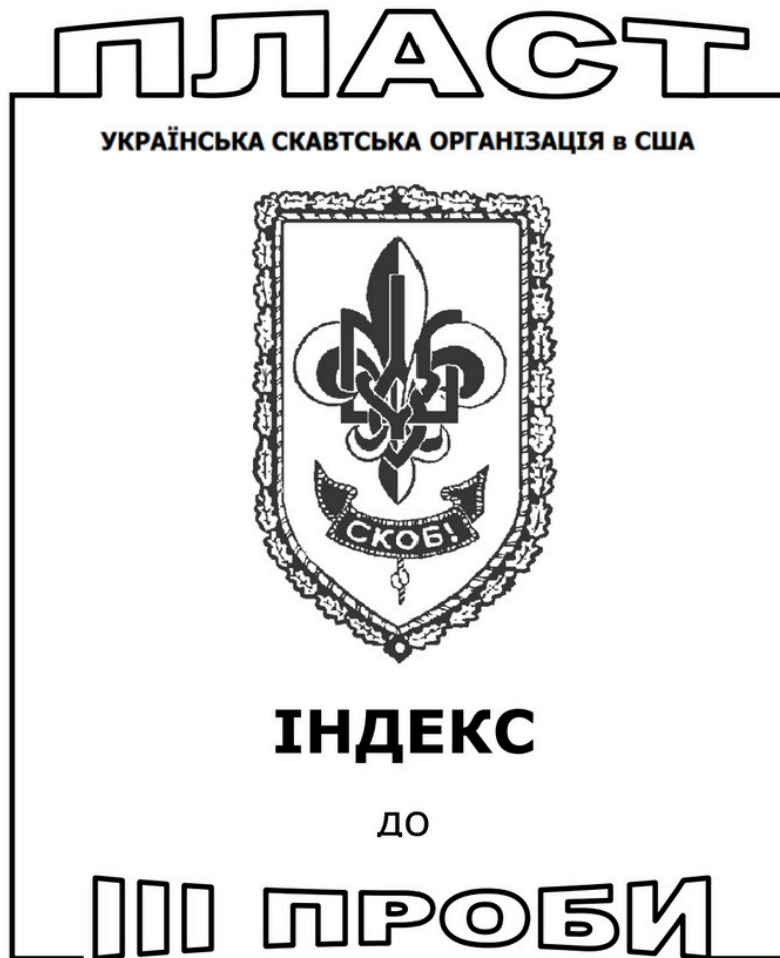 ПЛАСТ
УКРАЇНСЬКА СКАВТСЬКА ОРГАНІЗАЦІЯ в США
СКОБ!
ІНДЕКС
до
III ПРОБИ